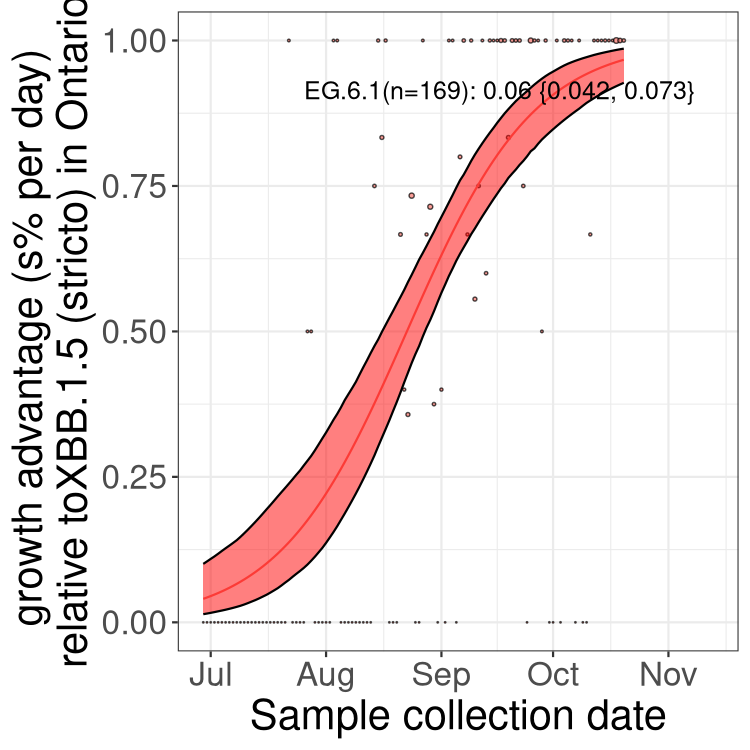 growth advantage (s% per day)
relative toXBB.1.5 (stricto) in Ontario
1.00
0.75
0.50
0.25
0.00
EG.6.1(n=169): 0.06 {0.042, 0.073}
Jul Aug Sep Oct Nov
Sample collection date